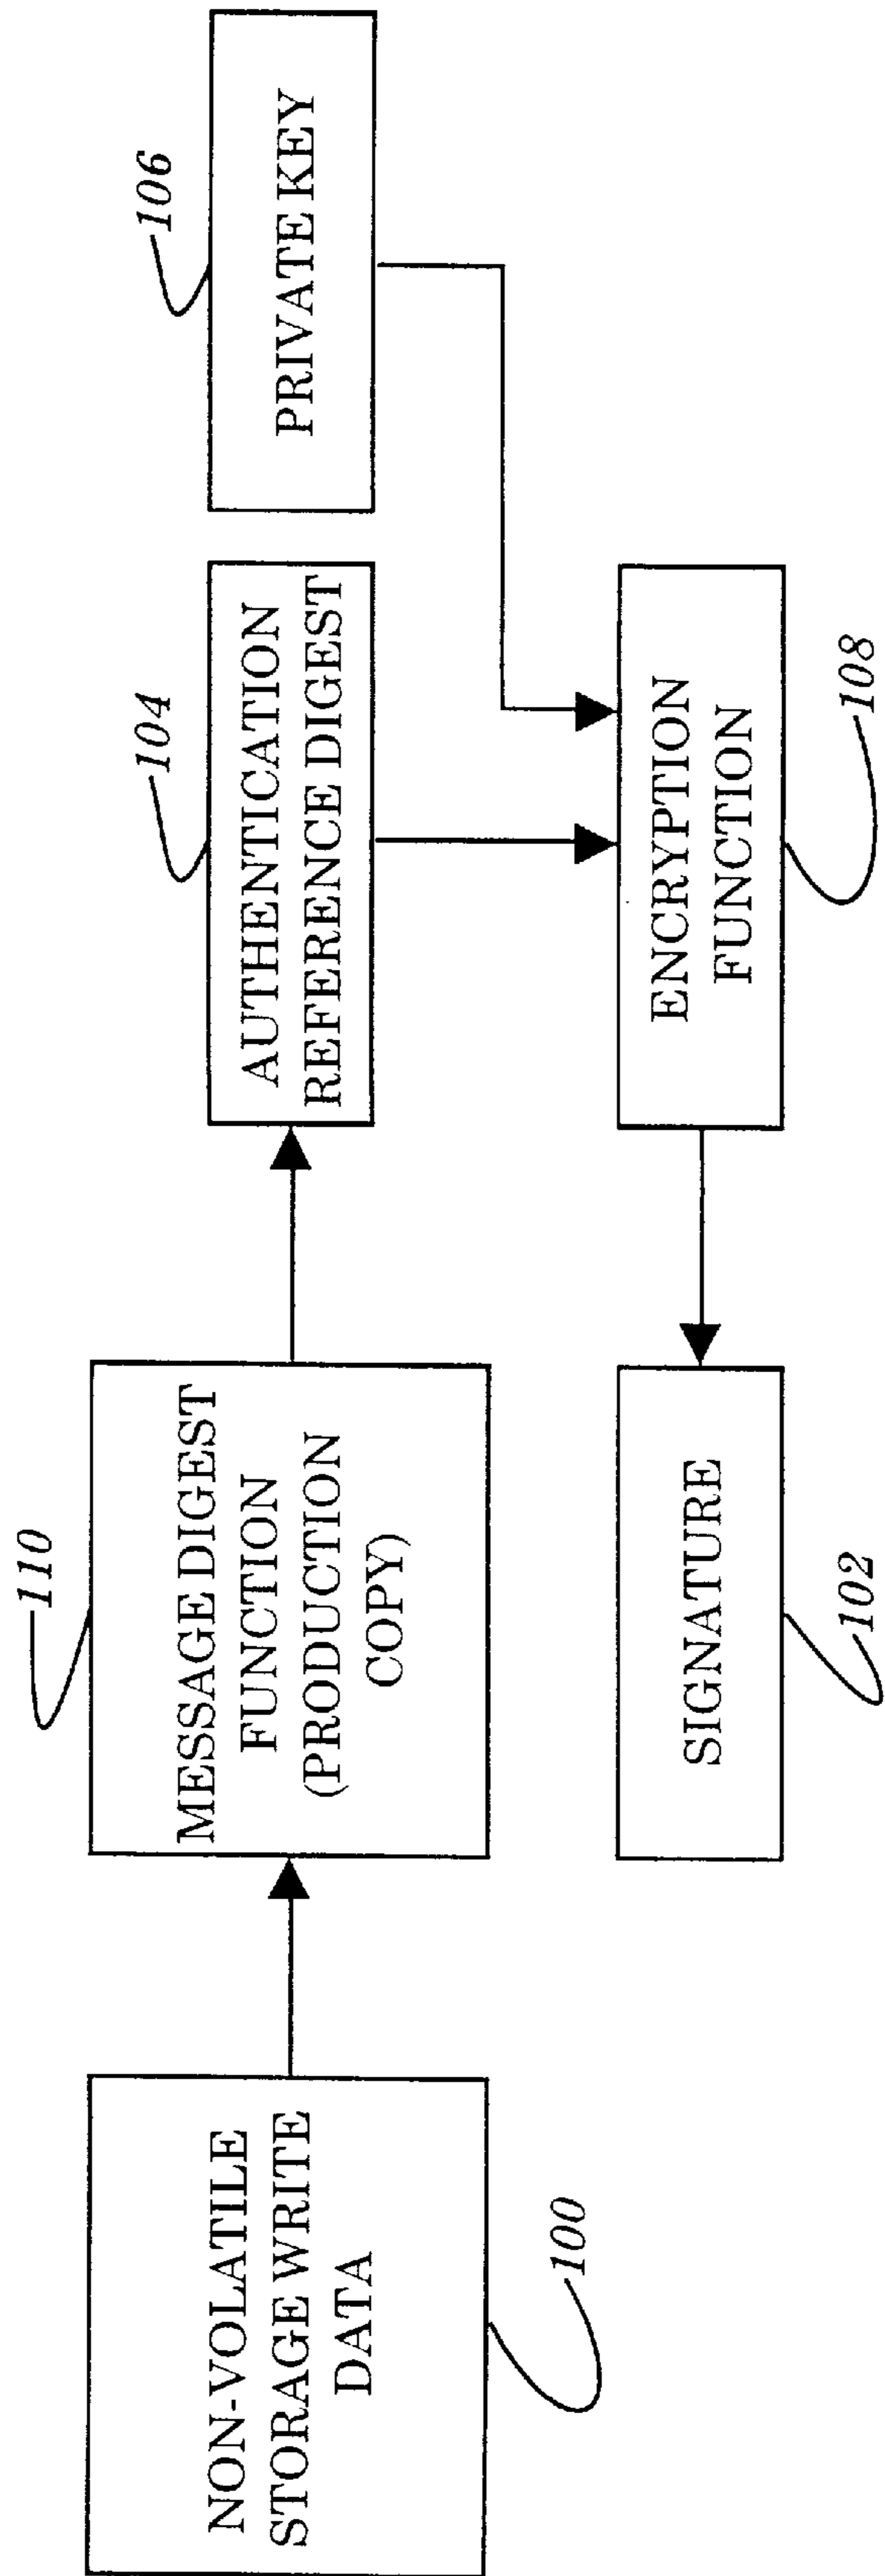 NON-VOLATILE
STORAGE WRITE
DATA
100
MESSAGE DIGEST
FUNCTION
(PRODUCTION
COPY)
110
AUTHENTICATION
REFERENCE DIGEST
104
PRIVATE KEY
106
ENCRYPTION
FUNCTION
108
SIGNATURE
102